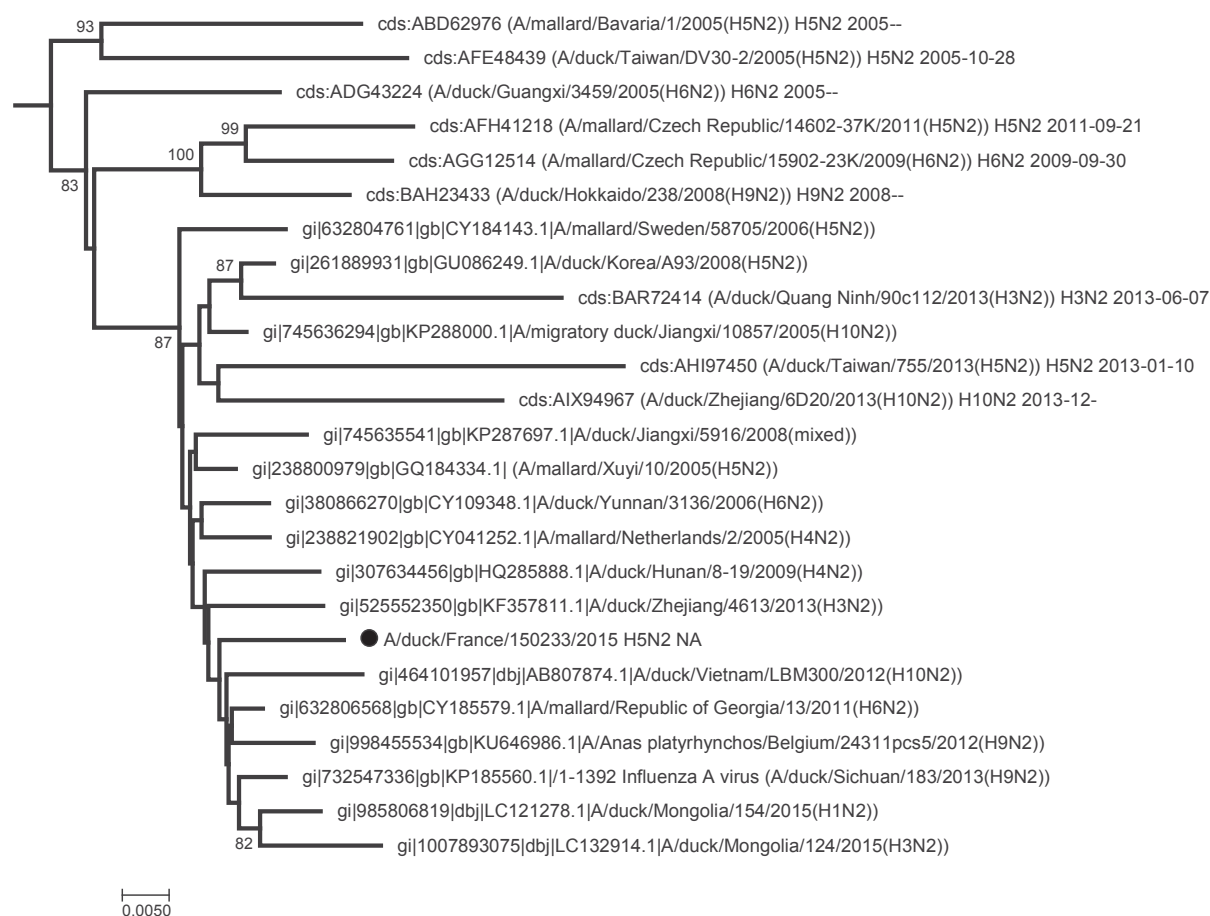 93
cds:ABD62976 (A/mallard/Bavaria/1/2005(H5N2)) H5N2 2005--
cds:AFE48439 (A/duck/Taiwan/DV30-2/2005(H5N2)) H5N2 2005-10-28
cds:ADG43224 (A/duck/Guangxi/3459/2005(H6N2)) H6N2 2005--
99
cds:AFH41218 (A/mallard/Czech Republic/14602-37K/2011(H5N2)) H5N2 2011-09-21
100
cds:AGG12514 (A/mallard/Czech Republic/15902-23K/2009(H6N2)) H6N2 2009-09-30
83
cds:BAH23433 (A/duck/Hokkaido/238/2008(H9N2)) H9N2 2008--
gi|632804761|gb|CY184143.1|A/mallard/Sweden/58705/2006(H5N2))
87
gi|261889931|gb|GU086249.1|A/duck/Korea/A93/2008(H5N2))
cds:BAR72414 (A/duck/Quang Ninh/90c112/2013(H3N2)) H3N2 2013-06-07
gi|745636294|gb|KP288000.1|A/migratory duck/Jiangxi/10857/2005(H10N2))
87
cds:AHI97450 (A/duck/Taiwan/755/2013(H5N2)) H5N2 2013-01-10
cds:AIX94967 (A/duck/Zhejiang/6D20/2013(H10N2)) H10N2 2013-12-
gi|745635541|gb|KP287697.1|A/duck/Jiangxi/5916/2008(mixed))
gi|238800979|gb|GQ184334.1| (A/mallard/Xuyi/10/2005(H5N2))
gi|380866270|gb|CY109348.1|A/duck/Yunnan/3136/2006(H6N2))
gi|238821902|gb|CY041252.1|A/mallard/Netherlands/2/2005(H4N2))
gi|307634456|gb|HQ285888.1|A/duck/Hunan/8-19/2009(H4N2))
gi|525552350|gb|KF357811.1|A/duck/Zhejiang/4613/2013(H3N2))
A/duck/France/150233/2015 H5N2 NA
gi|464101957|dbj|AB807874.1|A/duck/Vietnam/LBM300/2012(H10N2))
gi|632806568|gb|CY185579.1|A/mallard/Republic of Georgia/13/2011(H6N2))
gi|998455534|gb|KU646986.1|A/Anas platyrhynchos/Belgium/24311pcs5/2012(H9N2))
gi|732547336|gb|KP185560.1|/1-1392 Influenza A virus (A/duck/Sichuan/183/2013(H9N2))
gi|985806819|dbj|LC121278.1|A/duck/Mongolia/154/2015(H1N2))
82
gi|1007893075|dbj|LC132914.1|A/duck/Mongolia/124/2015(H3N2))
0.0050